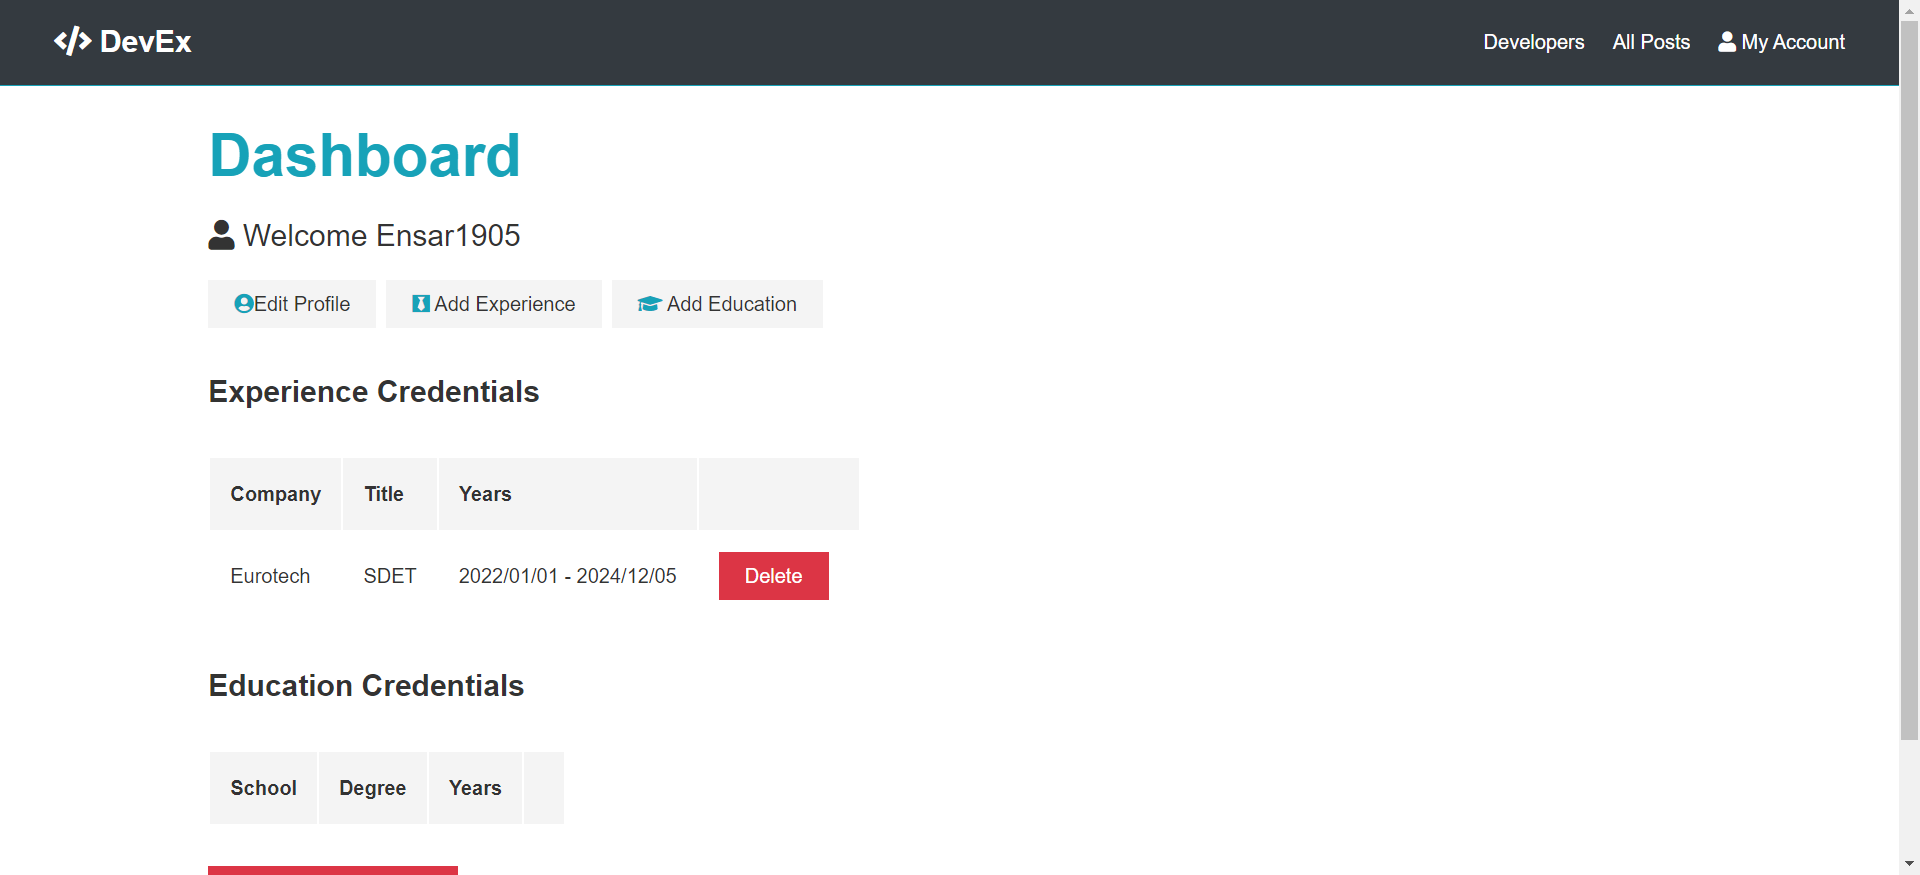 DevEx Developers All Posts My Account
Dashboard
Welcome Ensar1905
Edit Profile Add Experience Add Education
Experience Credentials
Company Title Years
Eurotech SDET 2022/01/01 - 2024/12/05 Delete
Education Credentials
School Degree Years